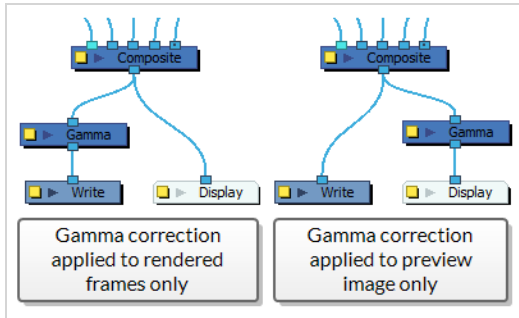 Composite
Gamma
Write
Display
Gamma correction
applied to rendered
frames only
Composite
Gamma
Write
Display
Gamma correction
applied to preview
image only